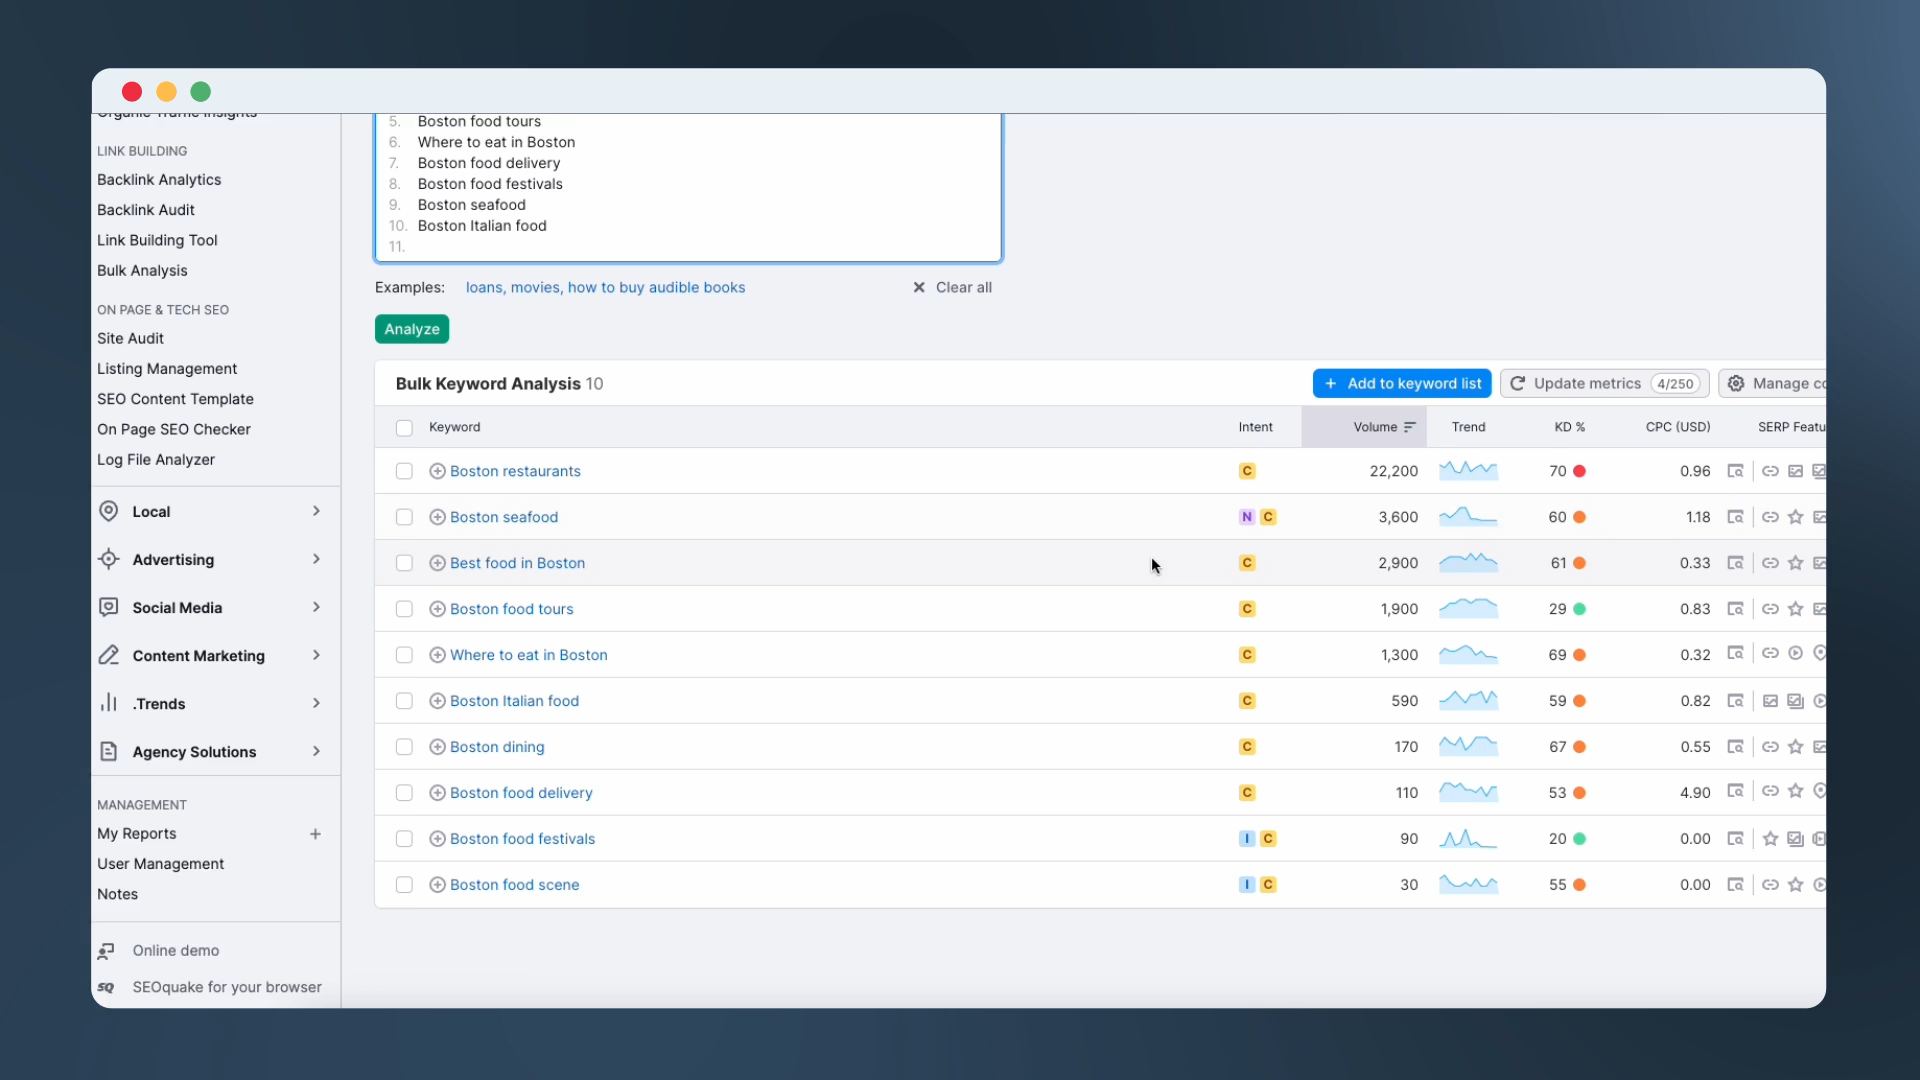 Organic Traffic Insights
LINK BUILDING
Backlink Analytics
Backlink Audit
Link Building Tool
Bulk Analysis
ON PAGE & TECH SEO
Site Audit
Listing Management
SEO Content Template
On Page SEO Checker
Log File Analyzer
Local
Advertising
Social Media
Content Marketing
.Trends
Agency Solutions
MANAGEMENT
My Reports +
User Management
Notes
Online demo
SQ SEOquake for your browser
5. Boston food tours
6. Where to eat in Boston
7. Boston food delivery
8. Boston food festivals
9. Boston seafood
10. Boston Italian food
11.
Examples: loans, movies, how to buy audible books Clear all
Analyze
Bulk Keyword Analysis 10 + Add to keyword list Update metrics 4/250 Manage co
Keyword Intent Volume Trend KD % CPC (USD) SERP Featu
Boston restaurants C 22,200 70 0.96
Boston seafood N C 3,600 60 1.18
Best food in Boston C 2,900 61 0.33
Boston food tours C 1,900 29 0.83
Where to eat in Boston C 1,300 69 0.32
Boston Italian food C 590 59 0.82
Boston dining C 170 67 0.55
Boston food delivery C 110 53 4.90
Boston food festivals I C 90 20 0.00
Boston food scene I C 30 55 0.00